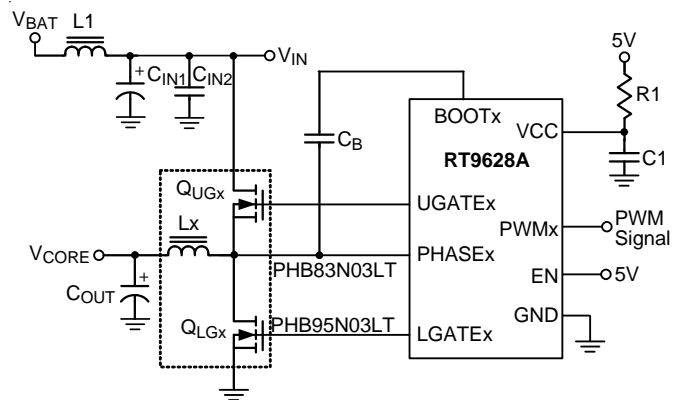 VBAT
L1
VIN
+
CIN1
CIN2
5V
R1
BOOTx
VCC
CB
RT9628A
C1
QUGx
UGATEx
Lx
PWMx
PWM
Signal
VCORE
PHB83N03LT
PHASEx
+
EN
5V
COUT
GND
QLGx
PHB95N03LT
LGATEx